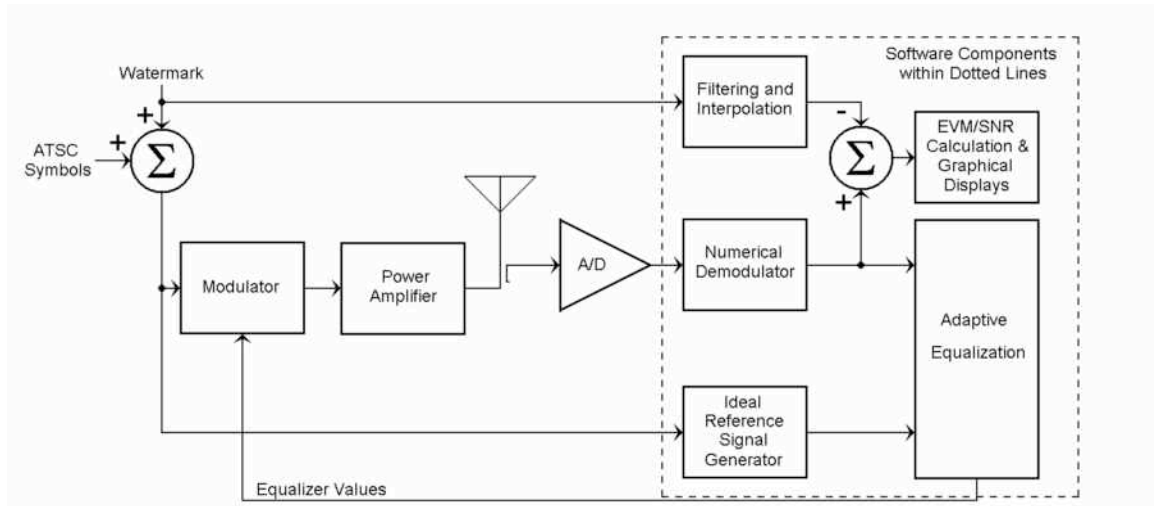 Software Components
within Dotted Lines
Watermark
Filtering and
Interpolation
+
+
-
ATSC
Symbols
Σ
Σ
EVM/SNR
Calculation &
Graphical
Displays
+
Modulator
Power
Amplifier
A/D
Numerical
Demodulator
Adaptive
Equalization
Ideal
Reference
Signal
Generator
Equalizer Values